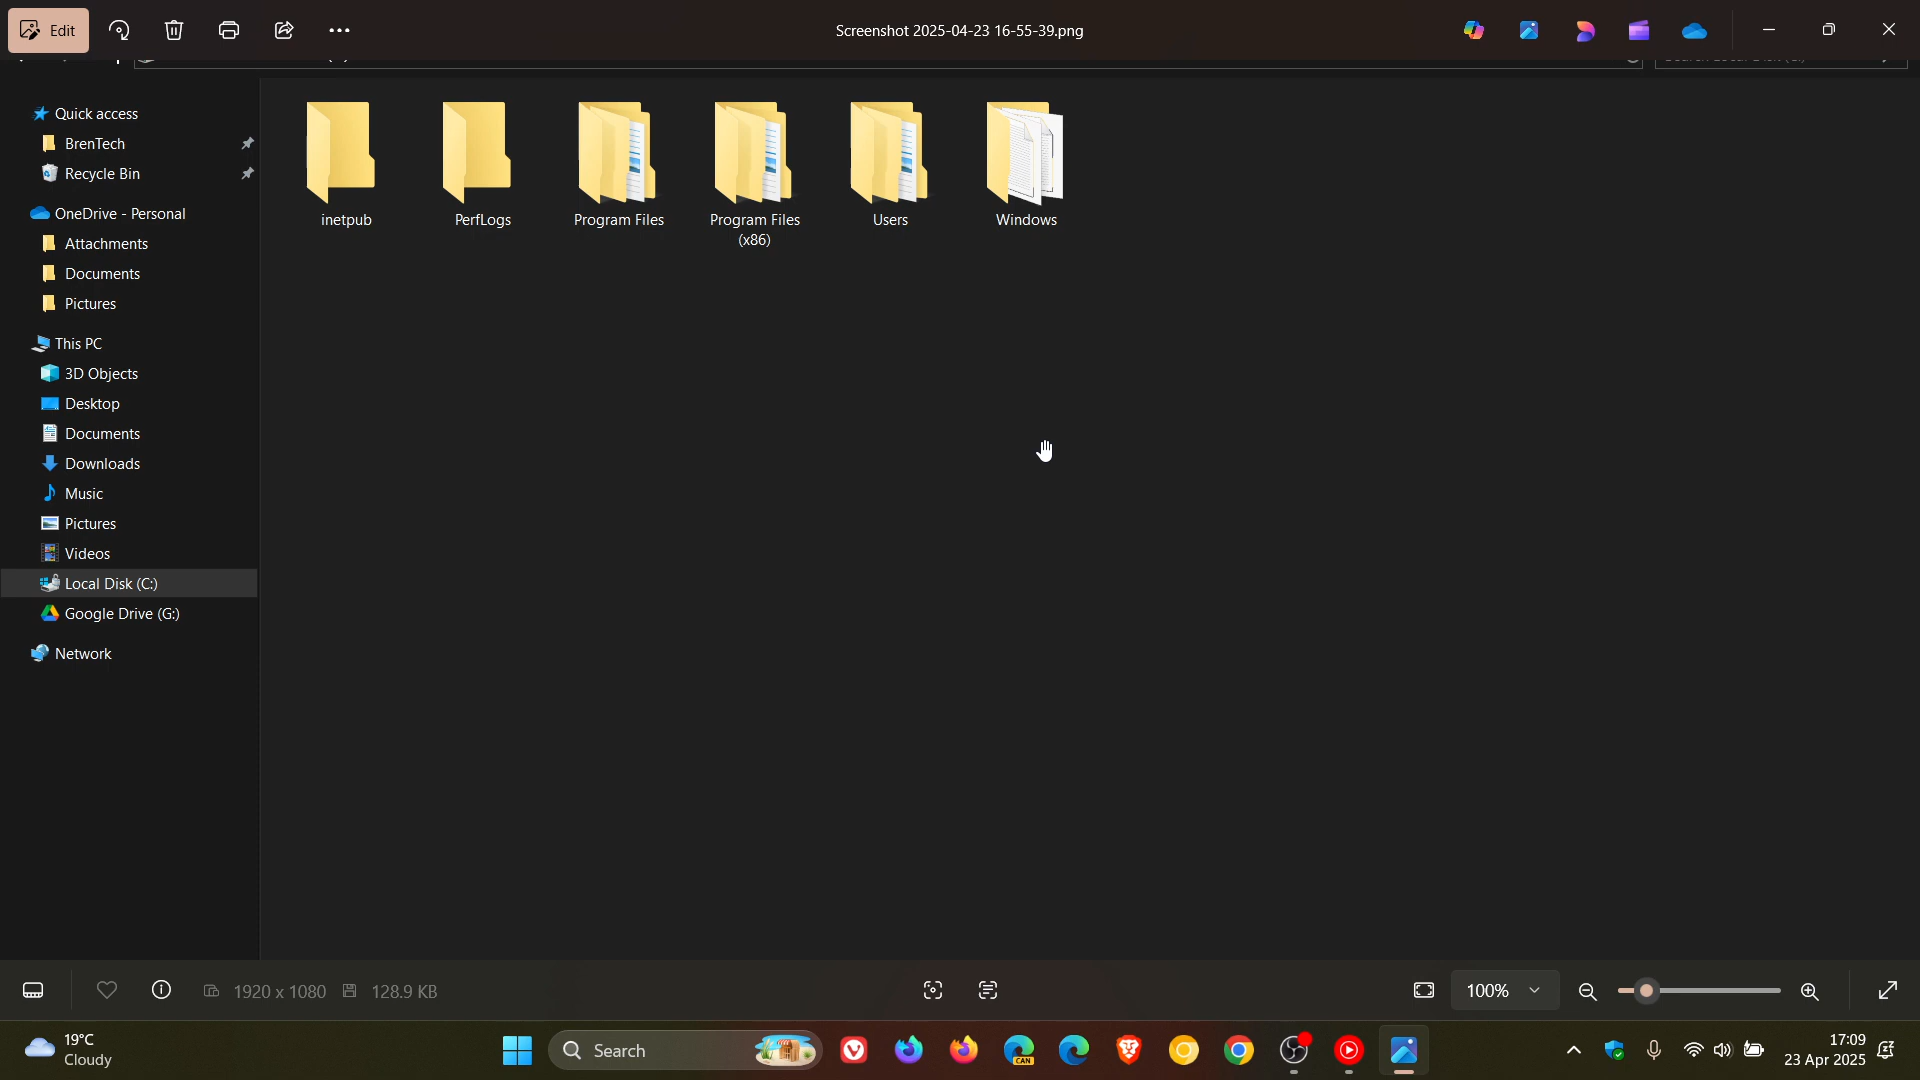 Edit
Screenshot 2025-04-23 16-55-39.png
Quick access
BrenTech
Recycle Bin
OneDrive - Personal
Attachments
Documents
Pictures
This PC
3D Objects
Desktop
Documents
Downloads
Music
Pictures
Videos
Local Disk (C:)
Google Drive (G:)
Network
inetpub
PerfLogs
Program Files
Program Files
(x86)
Users
Windows
1920 x 1080
128.9 KB
100%
19°C
Cloudy
Search
CAN
17:09
23 Apr 2025